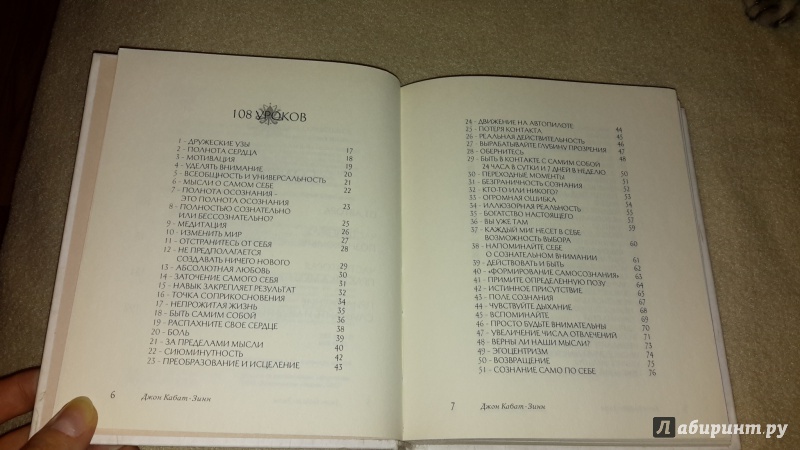 108 УРОКОВ
1 - ДРУЖЕСКИЕ УЗЫ 17
2 - ПОЛНОТА СЕРДЦА 18
3 - МОТИВАЦИЯ 19
4 - УДЕЛЯТЬ ВНИМАНИЕ 20
5 - ВСЕОБЩНОСТЬ И УНИВЕРСАЛЬНОСТЬ 21
6 - МЫСЛИ О САМОМ СЕБЕ 22
7 - ПОЛНОТА ОСОЗНАНИЯ -
ЭТО ПОЛНОТА ОСОЗНАНИЯ 23
8 - ПОЛНОСТЬЮ СОЗНАТЕЛЬНО
ИЛИ БЕССОЗНАТЕЛЬНО? 25
9 - МЕДИТАЦИЯ 26
10 - ИЗМЕНИТЬ МИР 27
11 - ОТСТРАНИТЕСЬ ОТ СЕБЯ 28
12 - НЕ ПРЕДПОЛАГАЕТСЯ
СОЗДАВАТЬ НИЧЕГО НОВОГО 29
13 - АБСОЛЮТНАЯ ЛЮБОВЬ 30
14 - ЗАТОЧЕНИЕ САМОГО СЕБЯ 31
15 - НАВЫК ЗАКРЕПЛЯЕТ РЕЗУЛЬТАТ 32
16 - ТОЧКА СОПРИКОСНОВЕНИЯ 34
17 - НЕПРОЖИТАЯ ЖИЗНЬ 35
18 - БЫТЬ САМИМ СОБОЙ 36
19 - РАСПАХНИТЕ СВОЕ СЕРДЦЕ 38
20 - БОЛЬ 39
21 - ЗА ПРЕДЕЛАМИ МЫСЛИ 40
22 - СИЮМИНУТНОСТЬ 42
23 - ПРЕОБРАЗОВАНИЕ И ИСЦЕЛЕНИЕ 43
6 Джон Кабат-Зинн
24 - ДВИЖЕНИЕ НА АВТОПИЛОТЕ 44
25 - ПОТЕРЯ КОНТАКТА 45
26 - РЕАЛЬНАЯ ДЕЙСТВИТЕЛЬНОСТЬ 46
27 - ВЫРАБАТЫВАЙТЕ ГЛУБИНУ ПРОЗРЕНИЯ 47
28 - ОБЕРНИТЕСЬ 48
29 - БЫТЬ В КОНТАКТЕ С САМИМ СОБОЙ
24 ЧАСА В СУТКИ И 7 ДНЕЙ В НЕДЕЛЮ
30 - ПЕРЕХОДНЫЕ МОМЕНТЫ 50
31 - БЕЗГРАНИЧНОСТЬ СОЗНАНИЯ
32 - КТО-ТО ИЛИ НИКОГО?
33 - ОГРОМНАЯ ОШИБКА
34 - ИЛЛЮЗОРНАЯ РЕАЛЬНОСТЬ
35 - БОГАТСТВО НАСТОЯЩЕГО
36 - ВЫ УЖЕ ТАМ
37 - КАЖДЫЙ МИГ НЕСЕТ В СЕБЕ
ВОЗМОЖНОСТЬ ВЫБОРА 60
38 - НАПОМИНАЙТЕ СЕБЕ
О СОЗНАТЕЛЬНОМ ВНИМАНИИ 61
39 - ДЕЙСТВОВАТЬ И БЫТЬ 62
40 - «ФОРМИРОВАНИЕ САМОСОЗНАНИЯ» 63
41 - ПРИМИТЕ ОПРЕДЕЛЕННУЮ ПОЗУ 64
42 - ИСТИННОЕ ПРИСУТСТВИЕ 65
43 - ПОЛЕ СОЗНАНИЯ 66
44 - ЧУВСТВУЙТЕ ДЫХАНИЕ 67
45 - ВСПОМИНАЙТЕ 69
46 - ПРОСТО БУДЬТЕ ВНИМАТЕЛЬНЫ 70
47 - УВЕЛИЧЕНИЕ ЧИСЛА ОТВЛЕЧЕНИЙ 71
48 - ВЕРНЫ ЛИ НАШИ МЫСЛИ? 73
49 - ЭГОЦЕНТРИЗМ 74
50 - ВОЗВРАЩЕНИЕ 75
51 - СОЗНАНИЕ САМО ПО СЕБЕ 76
7 Джон Кабат-Зинн
Лабиринт.ру